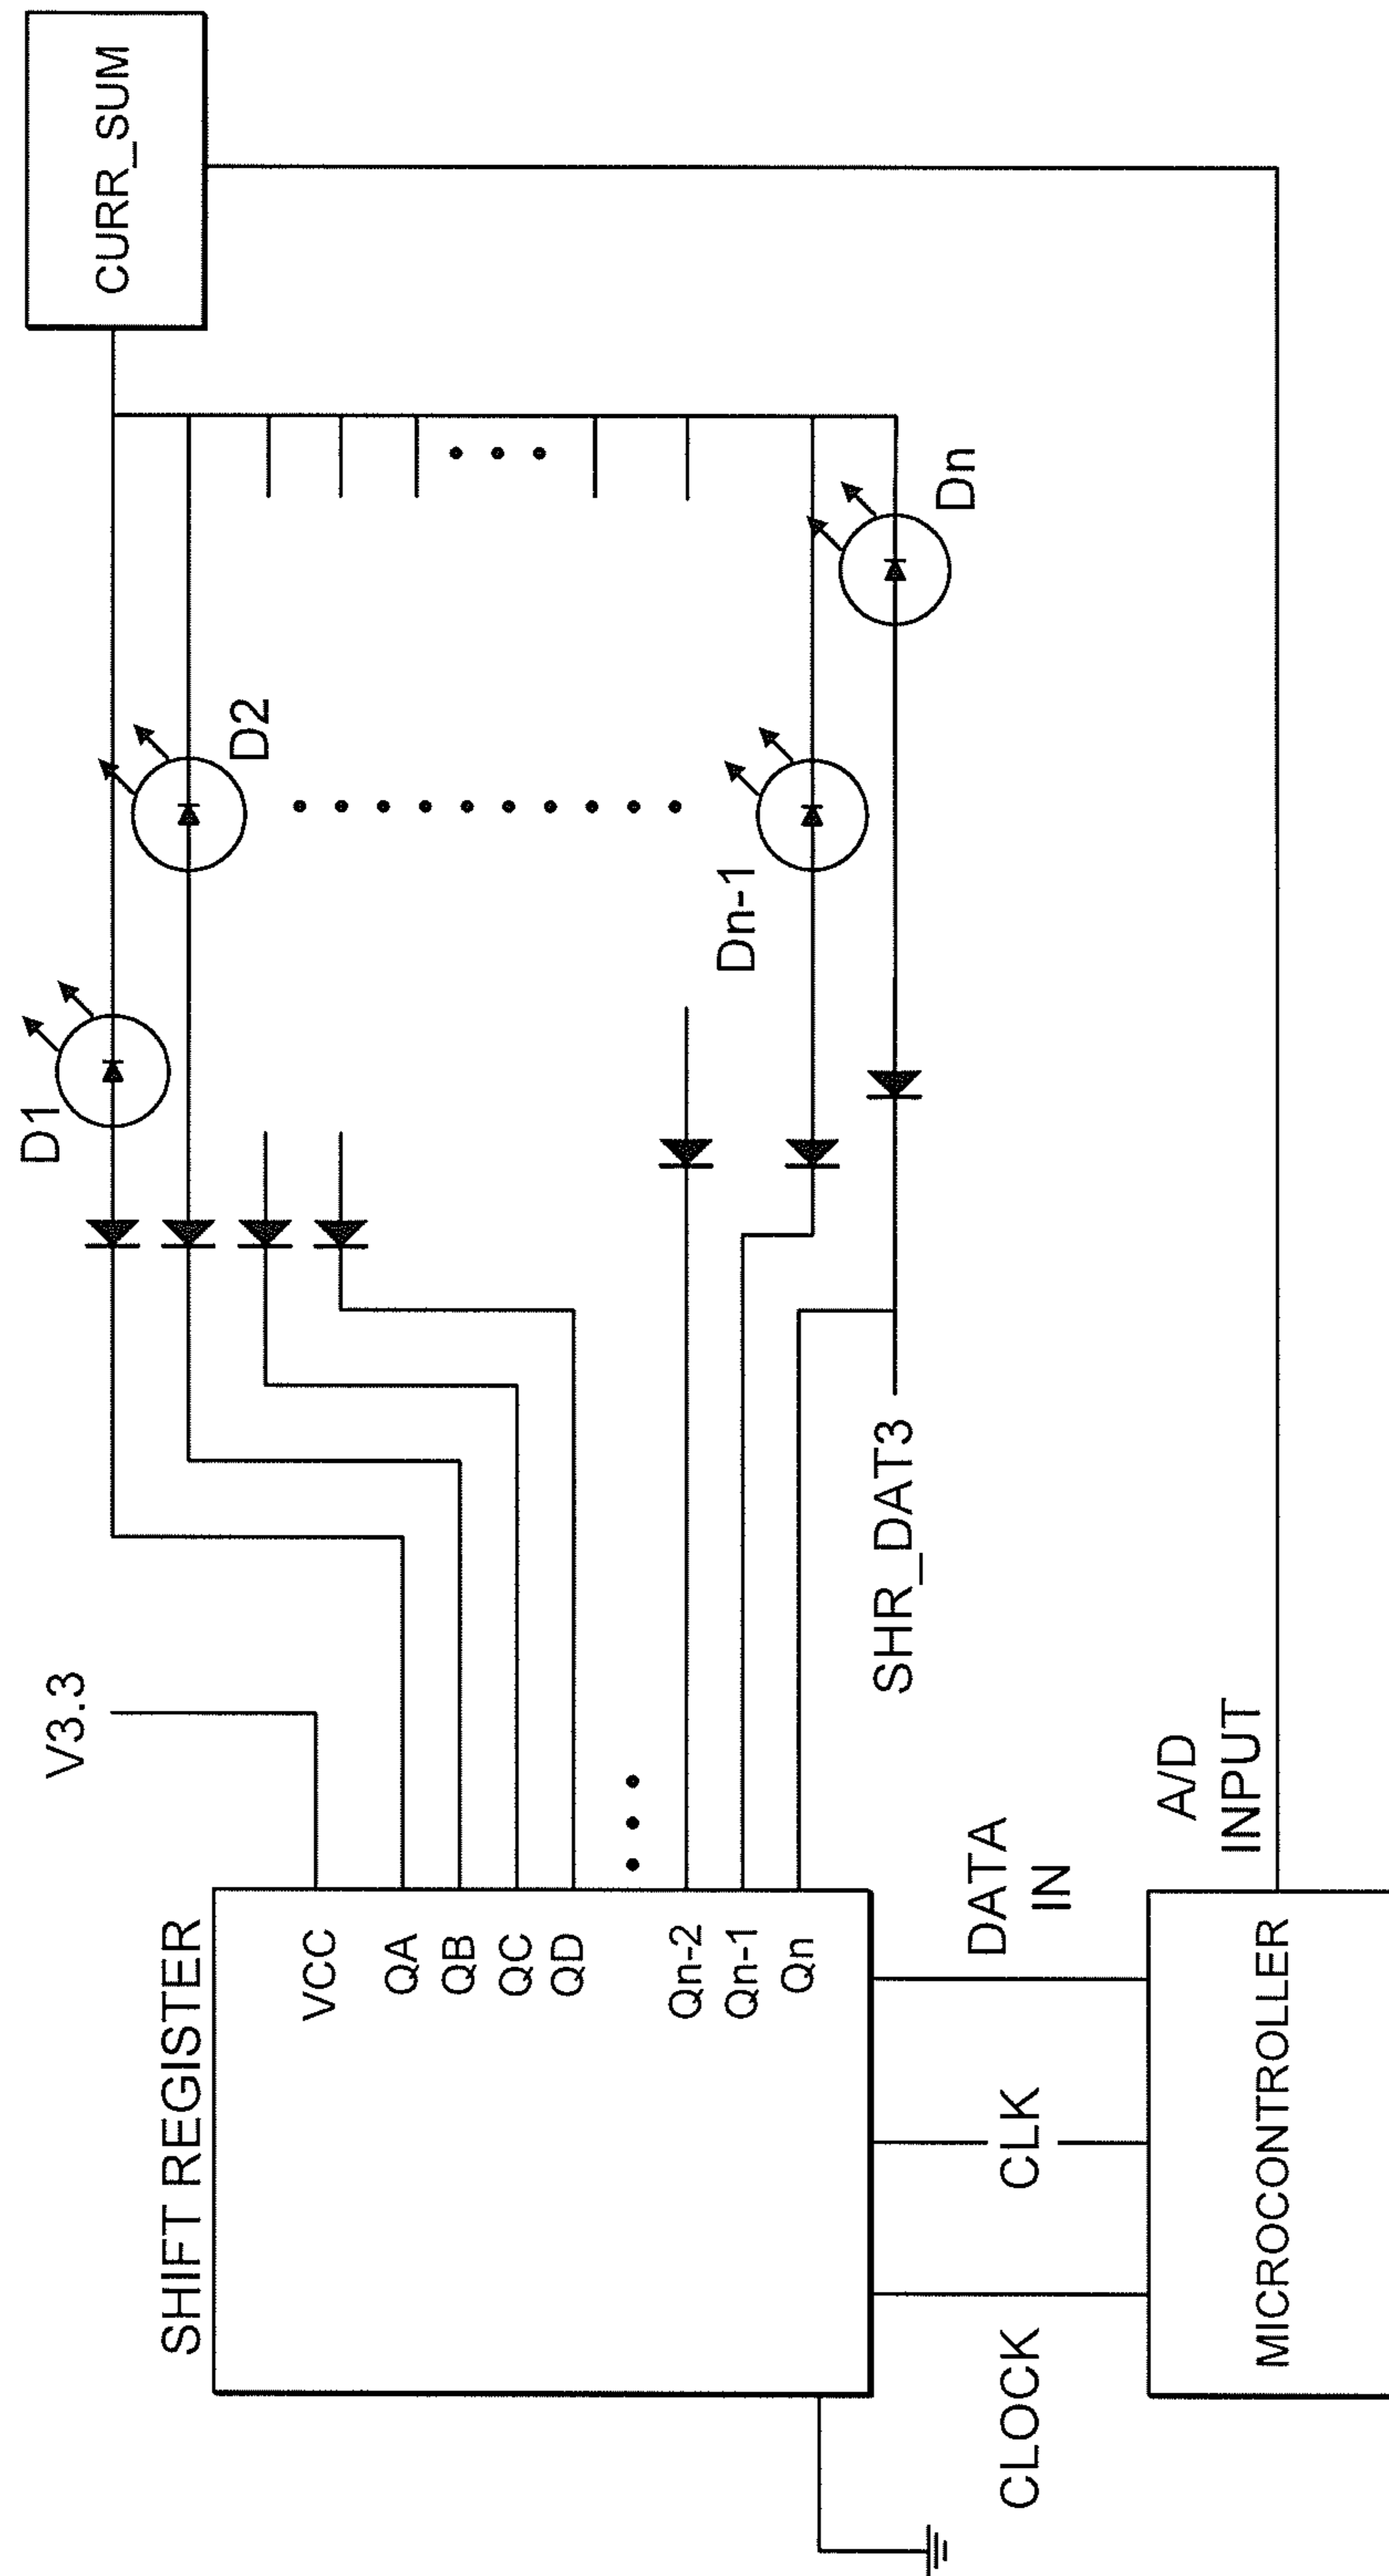 SHIFT REGISTER
V3.3
VCC
QA
QB
QC
QD
Qn-2
Qn-1
Qn
D1
D2
Dn-1
Dn
CURR_SUM
SHR_DAT3
CLOCK
CLK
DATA
IN
A/D
INPUT
MICROCONTROLLER